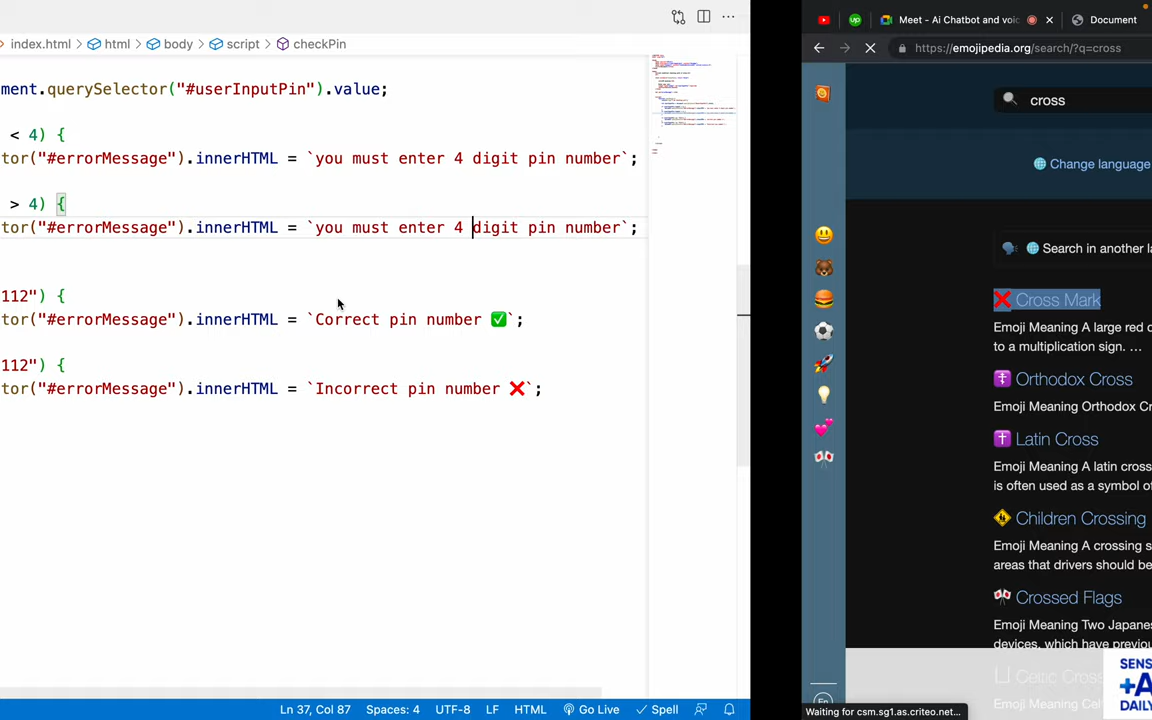 index.html html body script checkPin
ment.querySelector("#userInputPin").value;
< 4) {
tor("#errorMessage").innerHTML = `you must enter 4 digit pin number`;
> 4) {
tor("#errorMessage").innerHTML = `you must enter 4 digit pin number`;
112") {
tor("#errorMessage").innerHTML = `Correct pin number ✅`;
112") {
tor("#errorMessage").innerHTML = `Incorrect pin number ❌`;
Ln 37, Col 87 Spaces: 4 UTF-8 LF HTML Go Live Spell
Meet - Ai Chatbot and voi
Document
https://emojipedia.org/search/?q=cross
cross
Change language
Search in another la
❌ Cross Mark
Emoji Meaning A large red c
to a multiplication sign. …
Orthodox Cross
Emoji Meaning Orthodox Cr
Latin Cross
Emoji Meaning A latin cross
is often used as a symbol of
Children Crossing
Emoji Meaning A crossing s
areas that drivers should be
Crossed Flags
Emoji Meaning Two Japanes
devices, which have previou
Celtic Cross
Emoji Meaning Cel
SENS
+A
DAILY
Waiting for csm.sg1.as.criteo.net...